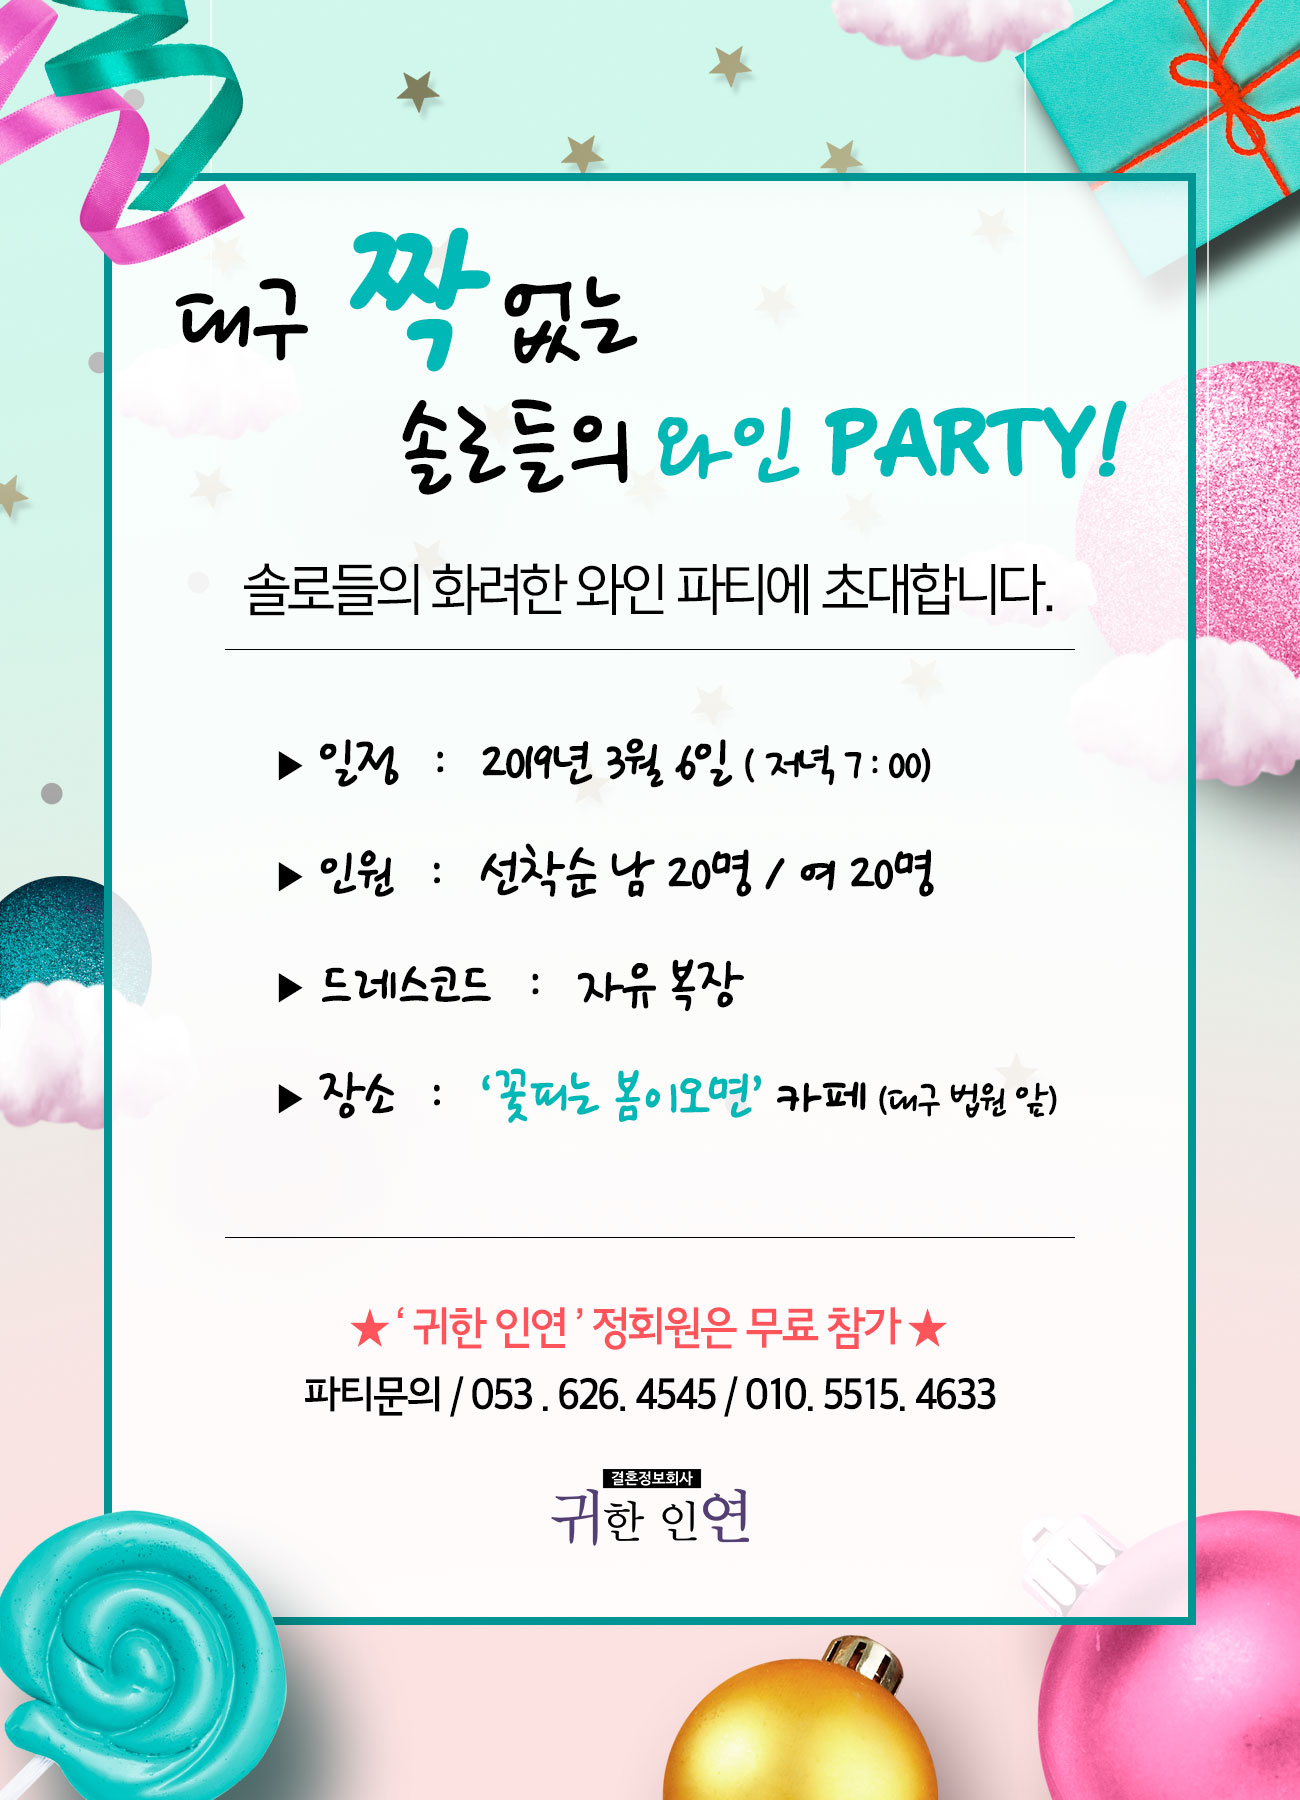 대구 짝 없는
솔로들의 와인 PARTY!
솔로들의 화려한 와인 파티에 초대합니다.
▶ 일정 : 2019년 3월 6일 ( 저녁 7 : 00)
▶ 인원 : 선착순 남 20명 / 여 20명
▶ 드레스코드 : 자유 복장
▶ 장소 : ‘꽃피는 봄이오면’ 카페 (대구 법원 앞)
★ ‘ 귀한 인연 ’ 정회원은 무료 참가 ★
파티문의 / 053 . 626. 4545 / 010. 5515. 4633
결혼정보회사
귀한 인연